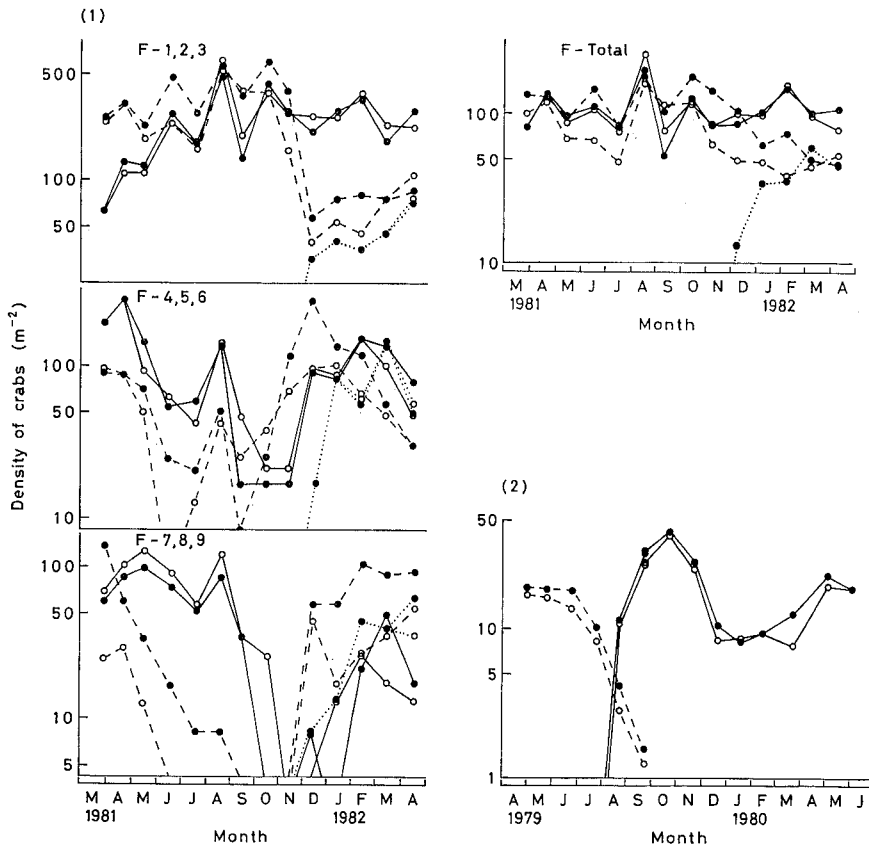 (1)
F-1,2,3
500
100
50
F-4,5,6
100
50
10
F-7,8,9
100
50
10
5
M A M J J A S O N D J F M A
1981 1982
Month
Density of crabs (m⁻²)
F-Total
100
50
10
M A M J J A S O N D J F M A
1981 1982
Month
(2)
50
10
5
1
A M J J A S O N D J F M A M J
1979 1980
Month